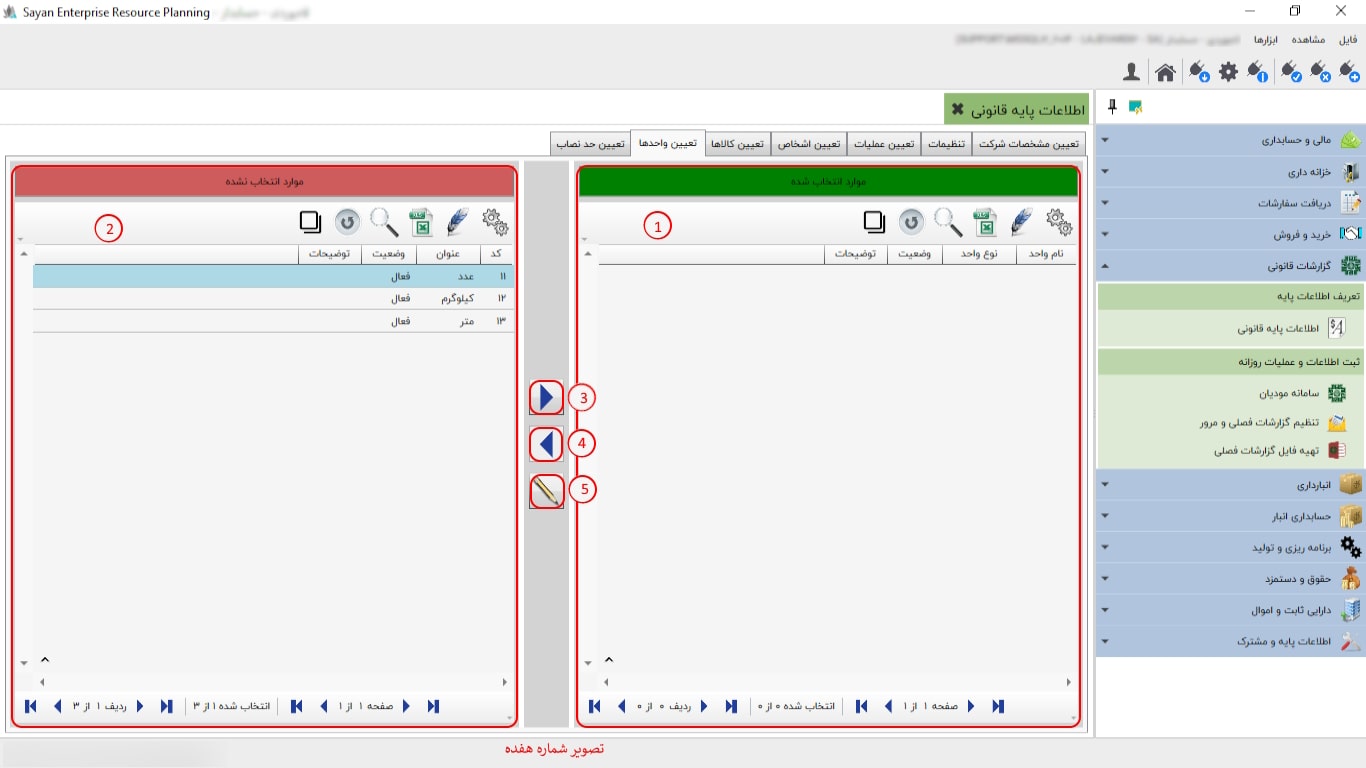 Sayan Enterprise Resource Planning
فایل مشاهده ابزارها
اطلاعات پایه قانونی
تعیین مشخصات شرکت تنظیمات تعیین عملیات تعیین اشخاص تعیین کالاها تعیین واحدها تعیین حد نصاب
موارد انتخاب شده
1
نام واحد نوع واحد وضعیت توضیحات
صفحه ۱ از ۱ انتخاب شده ۰ از ۰ ردیف ۰ از ۰
3
4
5
موارد انتخاب نشده
2
کد عنوان وضعیت توضیحات
۱۱ عدد فعال
۱۲ کیلوگرم فعال
۱۳ متر فعال
صفحه ۱ از ۱ انتخاب شده ۱ از ۳ ردیف ۱ از ۳
مالی و حسابداری
خزانه داری
دریافت سفارشات
خرید و فروش
گزارشات قانونی
تعریف اطلاعات پایه
اطلاعات پایه قانونی
ثبت اطلاعات و عملیات روزانه
سامانه مودیان
تنظیم گزارشات فصلی و مرور
تهیه فایل گزارشات فصلی
انبارداری
حسابداری انبار
برنامه ریزی و تولید
حقوق و دستمزد
دارایی ثابت و اموال
اطلاعات پایه و مشترک
تصویر شماره هفده